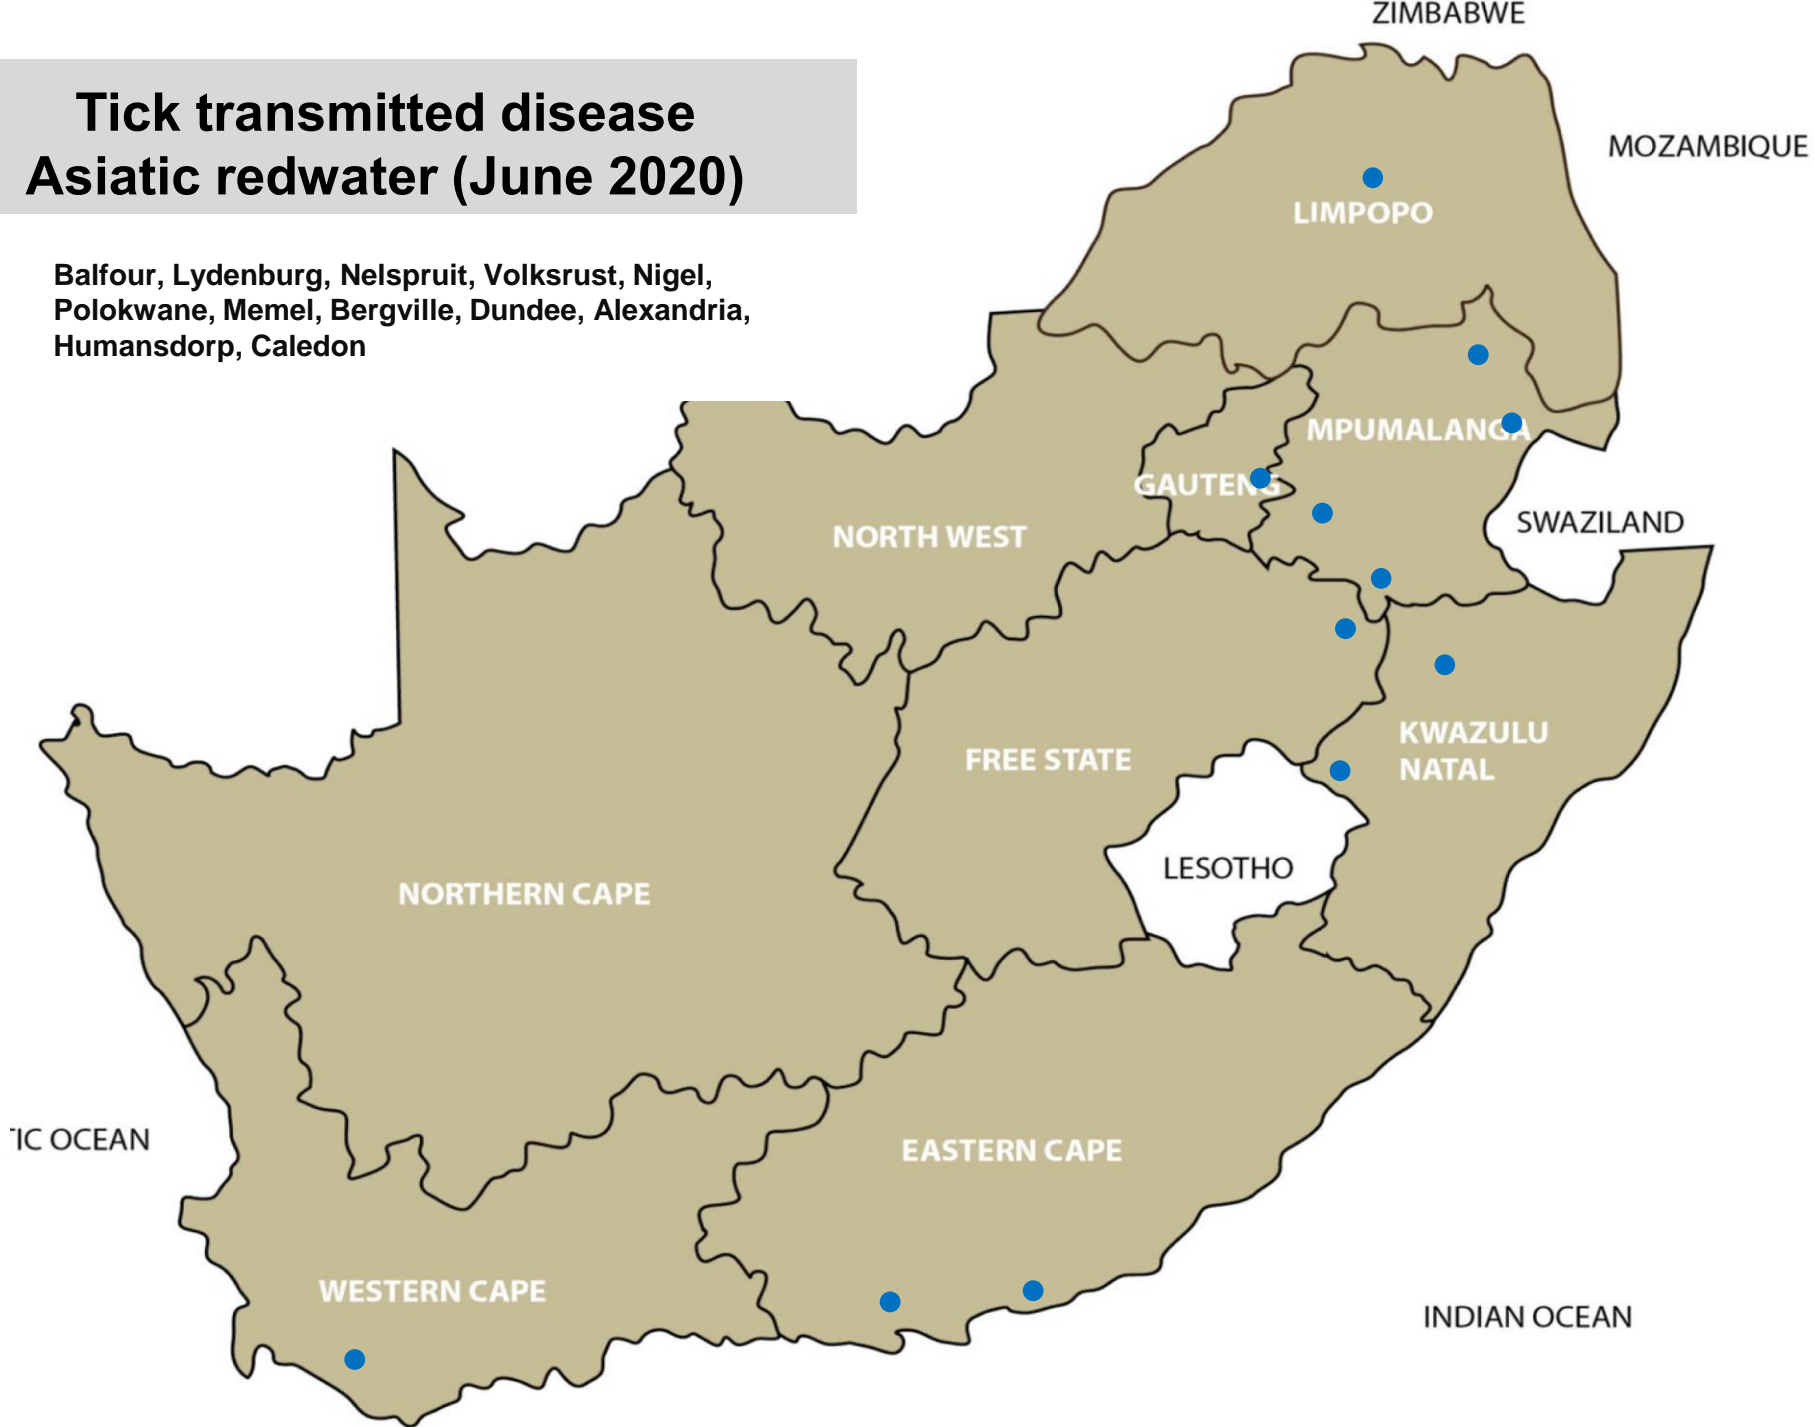 ZIMBABWE
Tick transmitted disease
Asiatic redwater (June 2020)
MOZAMBIQUE
LIMPOPO
Balfour, Lydenburg, Nelspruit, Volksrust, Nigel,
Polokwane, Memel, Bergville, Dundee, Alexandria,
Humansdorp, Caledon
MPUMALANGA
GAUTENG
SWAZILAND
NORTH WEST
KWAZULU
NATAL
FREE STATE
LESOTHO
NORTHERN CAPE
TIC OCEAN
EASTERN CAPE
WESTERN CAPE
INDIAN OCEAN